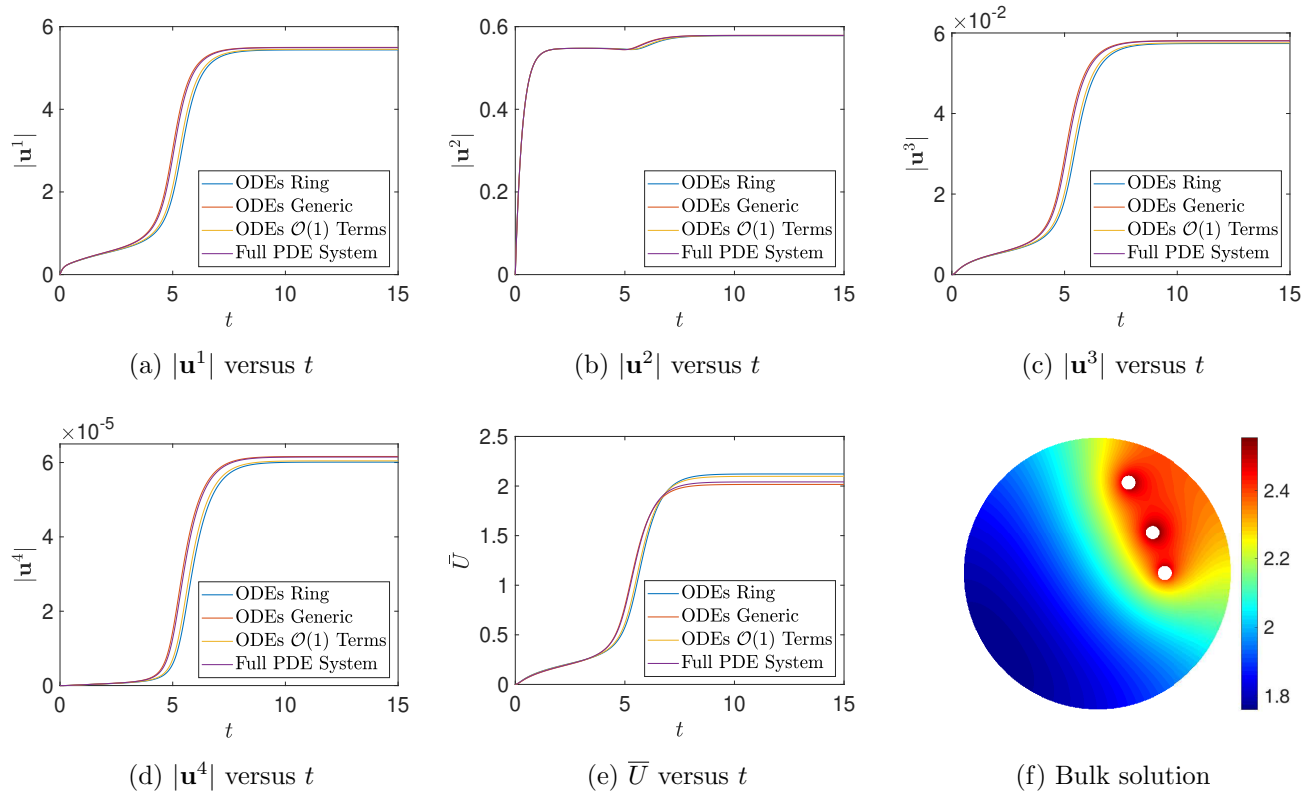 6
4
2
0
0 5 10 15
|u¹|
t
ODEs Ring
ODEs Generic
ODEs 𝒪(1) Terms
Full PDE System
(a) |u¹| versus t
0.6
0.4
0.2
0
0 5 10 15
|u²|
t
ODEs Ring
ODEs Generic
ODEs 𝒪(1) Terms
Full PDE System
(b) |u²| versus t
×10⁻²
6
4
2
0
0 5 10 15
|u³|
t
ODEs Ring
ODEs Generic
ODEs 𝒪(1) Terms
Full PDE System
(c) |u³| versus t
×10⁻⁵
6
4
2
0
0 5 10 15
|u⁴|
t
ODEs Ring
ODEs Generic
ODEs 𝒪(1) Terms
Full PDE System
(d) |u⁴| versus t
2.5
2
1.5
1
0.5
0
0 5 10 15
U̅
t
ODEs Ring
ODEs Generic
ODEs 𝒪(1) Terms
Full PDE System
(e) U̅ versus t
2.4
2.2
2
1.8
(f) Bulk solution